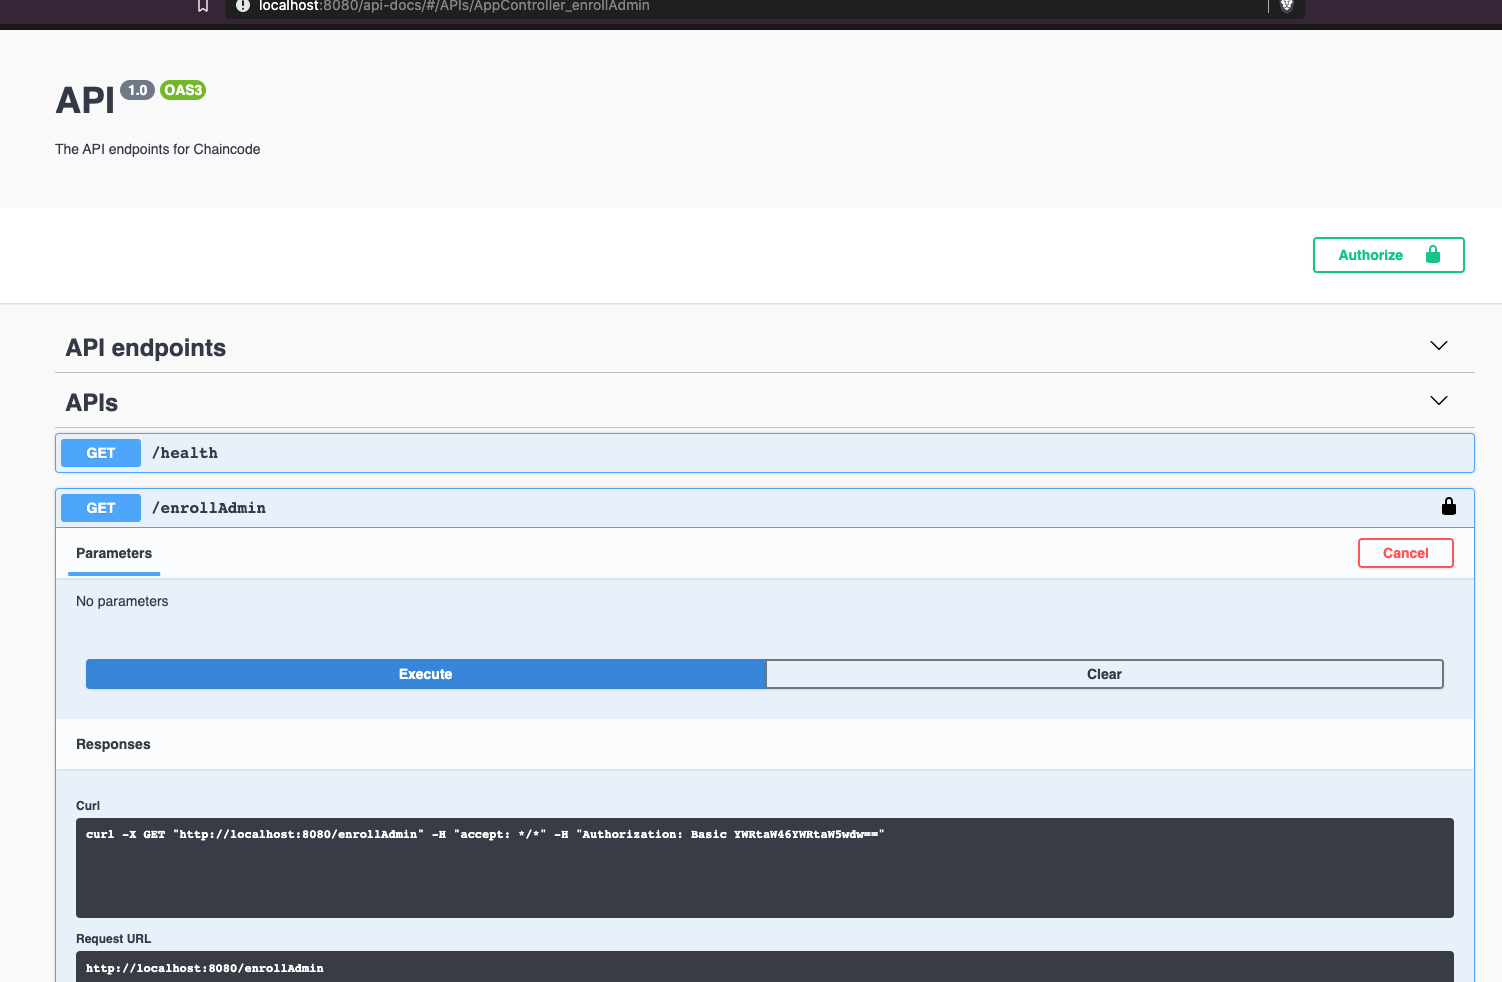 localhost:8080/api-docs/#/APIs/AppController_enrollAdmin
API 1.0 OAS3
The API endpoints for Chaincode
Authorize
API endpoints
APIs
GET /health
GET /enrollAdmin
Parameters
Cancel
No parameters
Execute
Clear
Responses
Curl
curl -X GET "http://localhost:8080/enrollAdmin" -H "accept: */*" -H "Authorization: Basic YWRtaW46YWRtaW5wdw=="
Request URL
http://localhost:8080/enrollAdmin